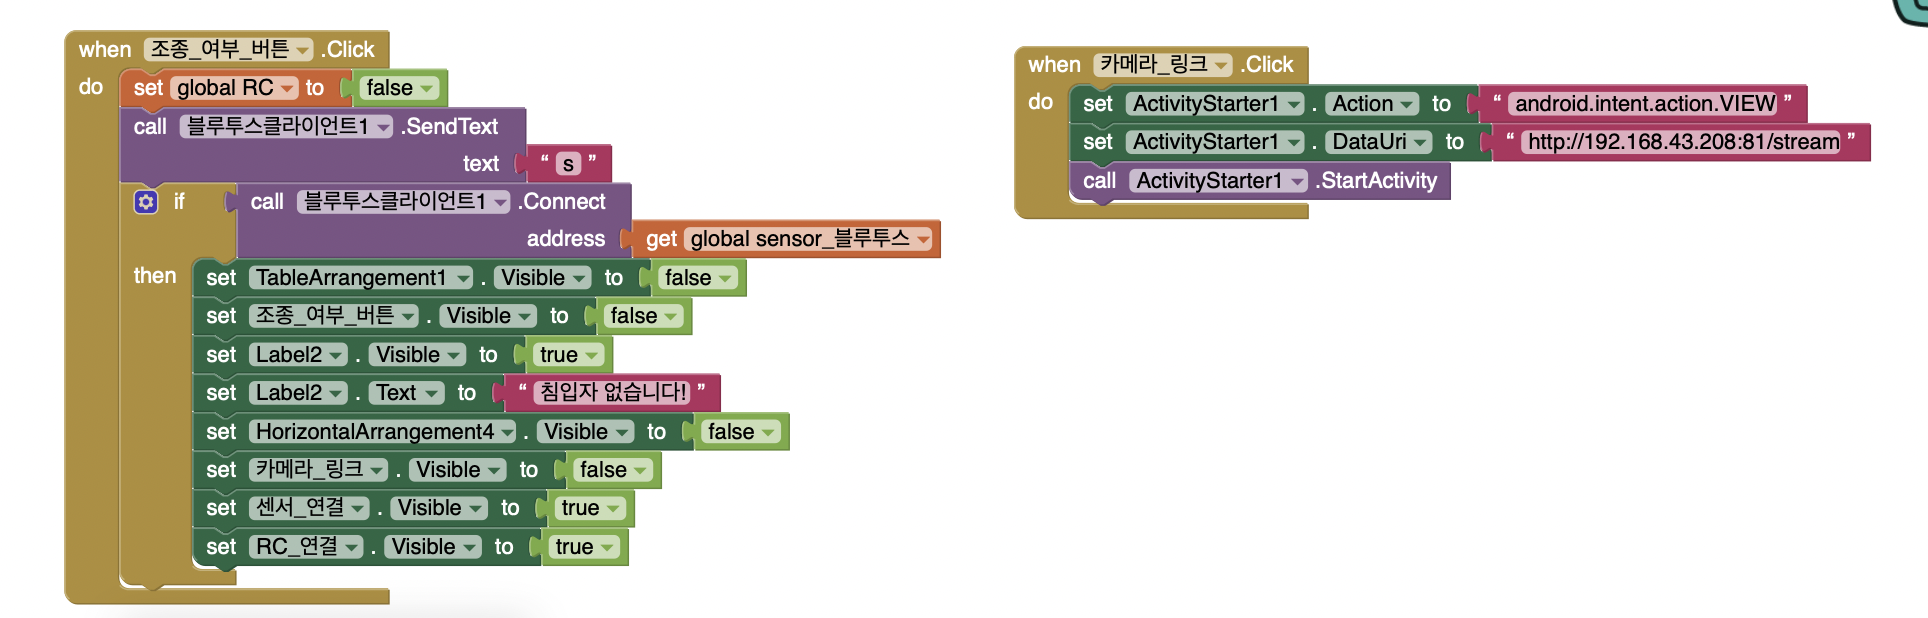 when 조종_여부_버튼 .Click
do set global RC to false
call 블루투스클라이언트1 .SendText
text “ s ”
if call 블루투스클라이언트1 .Connect
address get global sensor_블루투스
then set TableArrangement1 . Visible to false
set 조종_여부_버튼 . Visible to false
set Label2 . Visible to true
set Label2 . Text to “ 침입자 없습니다! ”
set HorizontalArrangement4 . Visible to false
set 카메라_링크 . Visible to false
set 센서_연결 . Visible to true
set RC_연결 . Visible to true
when 카메라_링크 .Click
do set ActivityStarter1 . Action to “ android.intent.action.VIEW ”
set ActivityStarter1 . DataUri to “ http://192.168.43.208:81/stream ”
call ActivityStarter1 .StartActivity